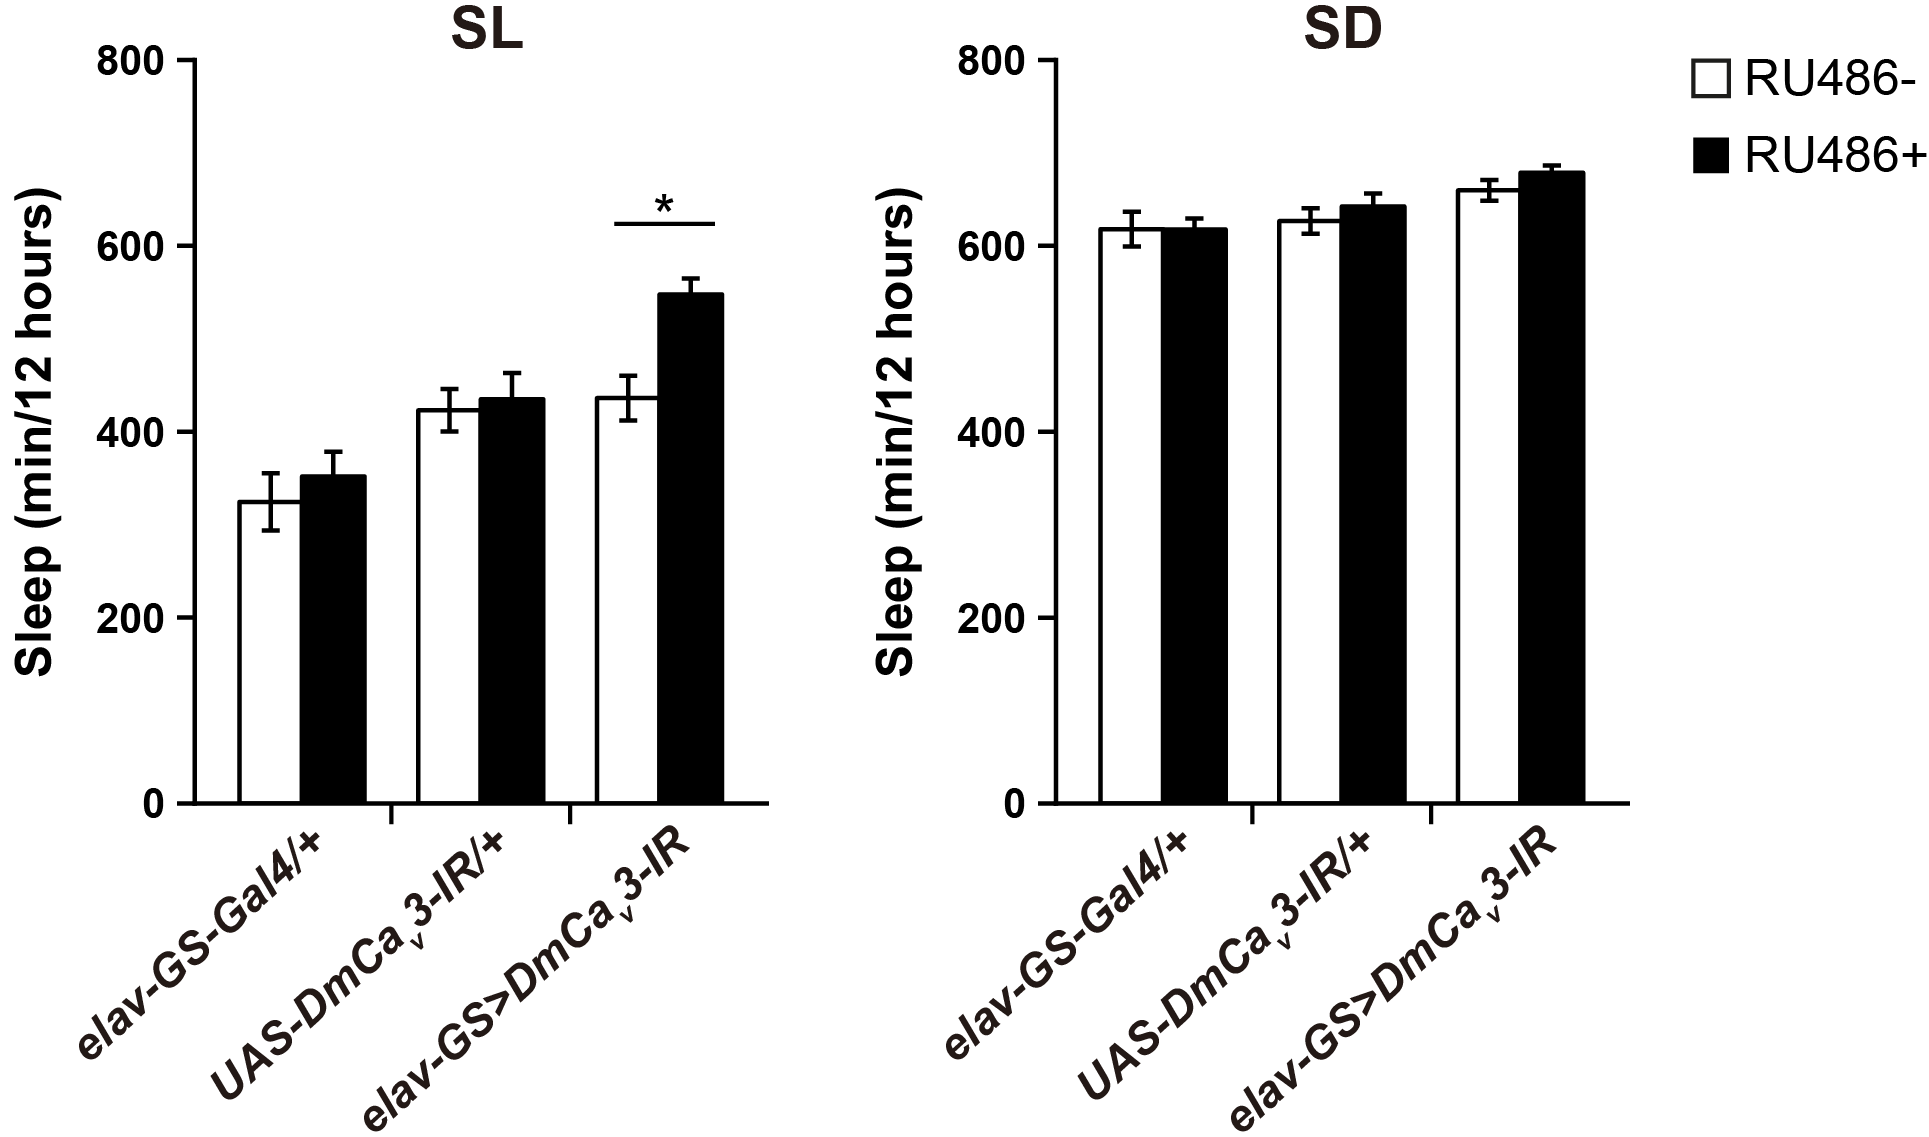 SL
800
600
400
200
0
Sleep (min/12 hours)
*
elav-GS-Gal4/+
UAS-DmCav3-IR/+
elav-GS>DmCav3-IR
SD
800
600
400
200
0
Sleep (min/12 hours)
elav-GS-Gal4/+
UAS-DmCav3-IR/+
elav-GS>DmCav3-IR
RU486-
RU486+